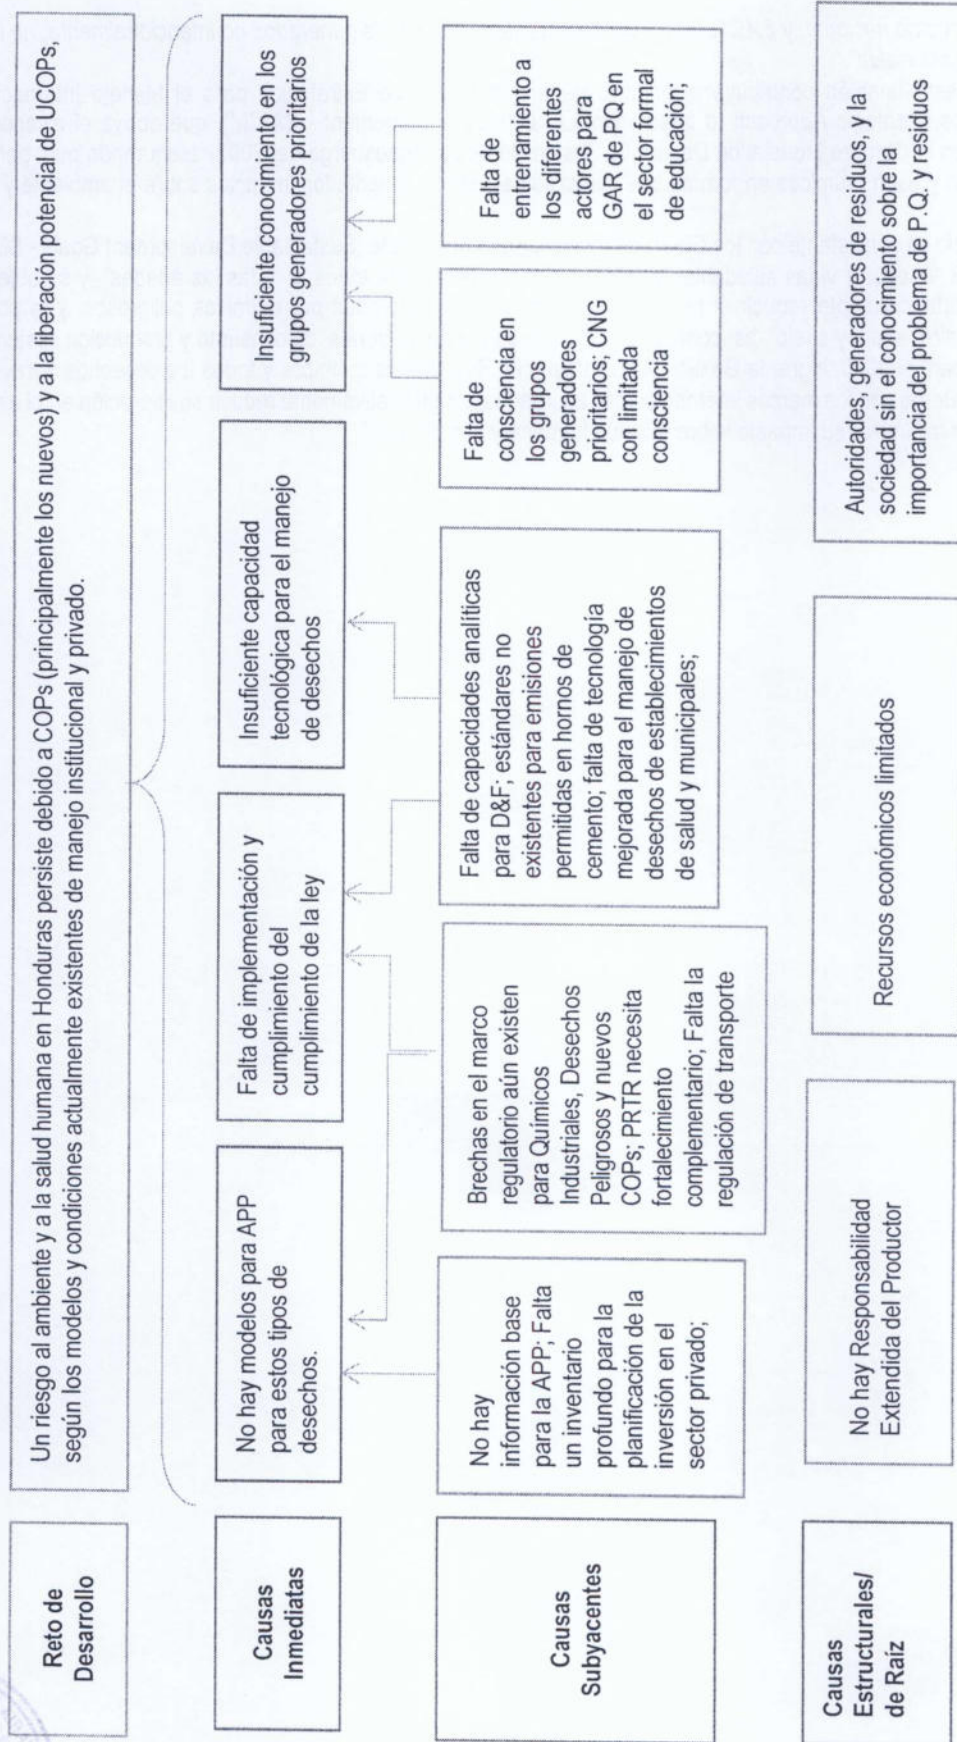 Reto de
Desarrollo
Un riesgo al ambiente y a la salud humana en Honduras persiste debido a COPs (principalmente los nuevos) y a la liberación potencial de UCOPs,
según los modelos y condiciones actualmente existentes de manejo institucional y privado.
Causas
Inmediatas
No hay modelos para APP
para estos tipos de
desechos.
Falta de implementación y
cumplimiento del
cumplimiento de la ley
Insuficiente capacidad
tecnológica para el manejo
de desechos
Insuficiente conocimiento en los
grupos generadores prioritarios
Causas
Subyacentes
No hay
información base
para la APP; Falta
un inventario
profundo para la
planificación de la
inversión en el
sector privado;
Brechas en el marco
regulatorio aún existen
para Químicos
Industriales, Desechos
Peligrosos y nuevos
COPs; PRTR necesita
fortalecimiento
complementario; Falta la
regulación de transporte
Falta de capacidades analíticas
para D&F; estándares no
existentes para emisiones
permitidas en hornos de
cemento; falta de tecnología
mejorada para el manejo de
desechos de establecimientos
de salud y municipales;
Falta de
consciencia en
los grupos
generadores
prioritarios; CNG
con limitada
consciencia
Falta de
entrenamiento a
los diferentes
actores para
GAR de PQ en
el sector formal
de educación;
Causas
Estructurales/
de Raíz
No hay Responsabilidad
Extendida del Productor
Recursos económicos limitados
Autoridades, generadores de residuos, y la
sociedad sin el conocimiento sobre la
importancia del problema de P.Q. y residuos